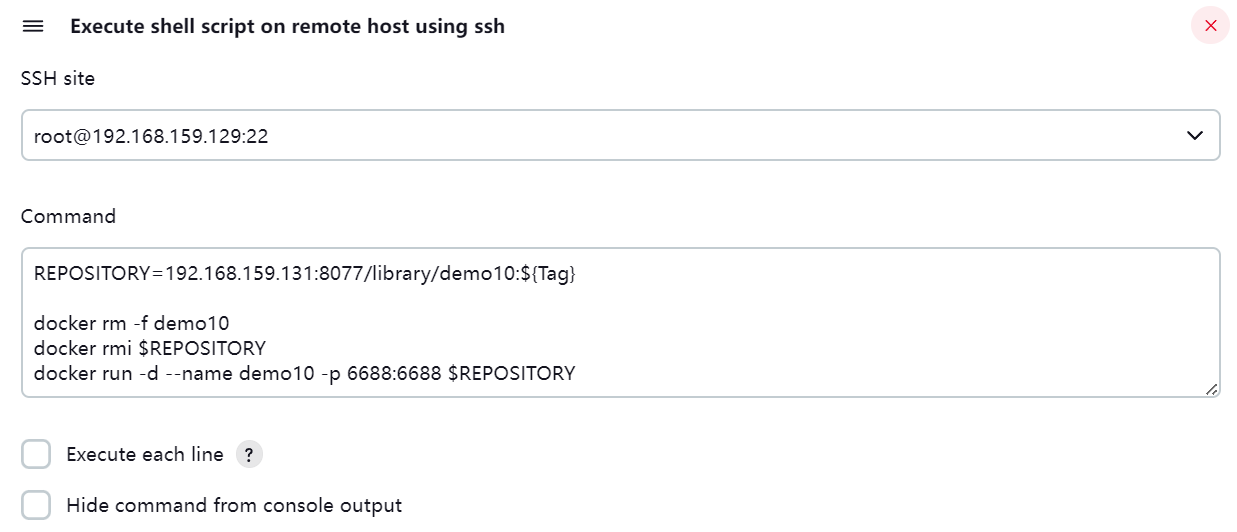 Execute shell script on remote host using ssh
SSH site
root@192.168.159.129:22
Command
REPOSITORY=192.168.159.131:8077/library/demo10:${Tag}
docker rm -f demo10
docker rmi $REPOSITORY
docker run -d --name demo10 -p 6688:6688 $REPOSITORY
Execute each line ?
Hide command from console output